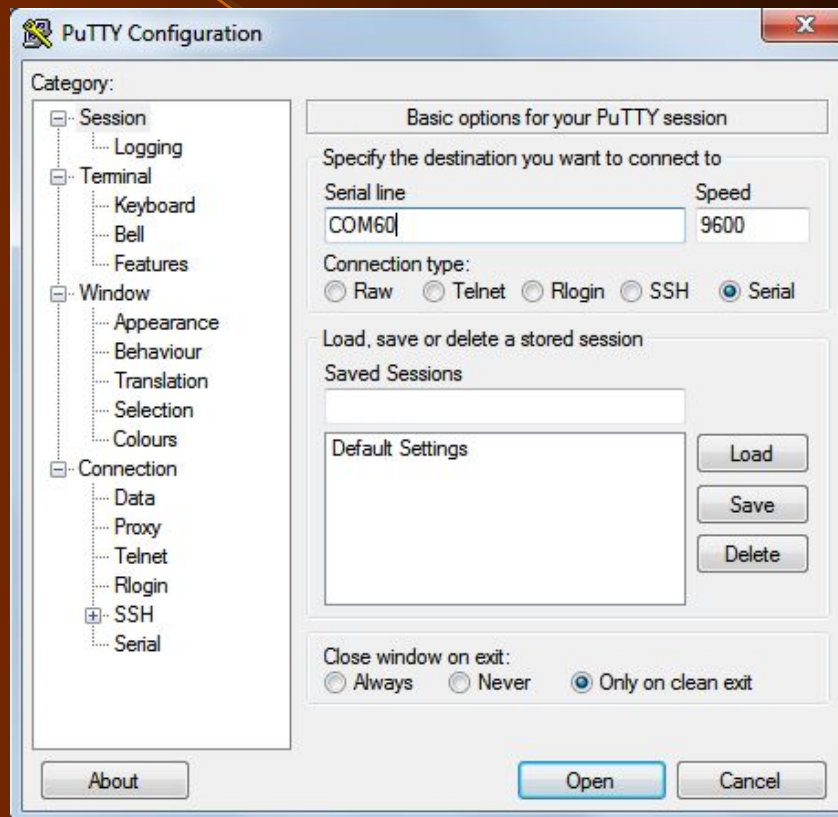 PuTTY Configuration
Category:
Session
Logging
Terminal
Keyboard
Bell
Features
Window
Appearance
Behaviour
Translation
Selection
Colours
Connection
Data
Proxy
Telnet
Rlogin
SSH
Serial
Basic options for your PuTTY session
Specify the destination you want to connect to
Serial line Speed
COM60 9600
Connection type:
Raw Telnet Rlogin SSH Serial
Load, save or delete a stored session
Saved Sessions
Default Settings
Load
Save
Delete
Close window on exit:
Always Never Only on clean exit
About Open Cancel